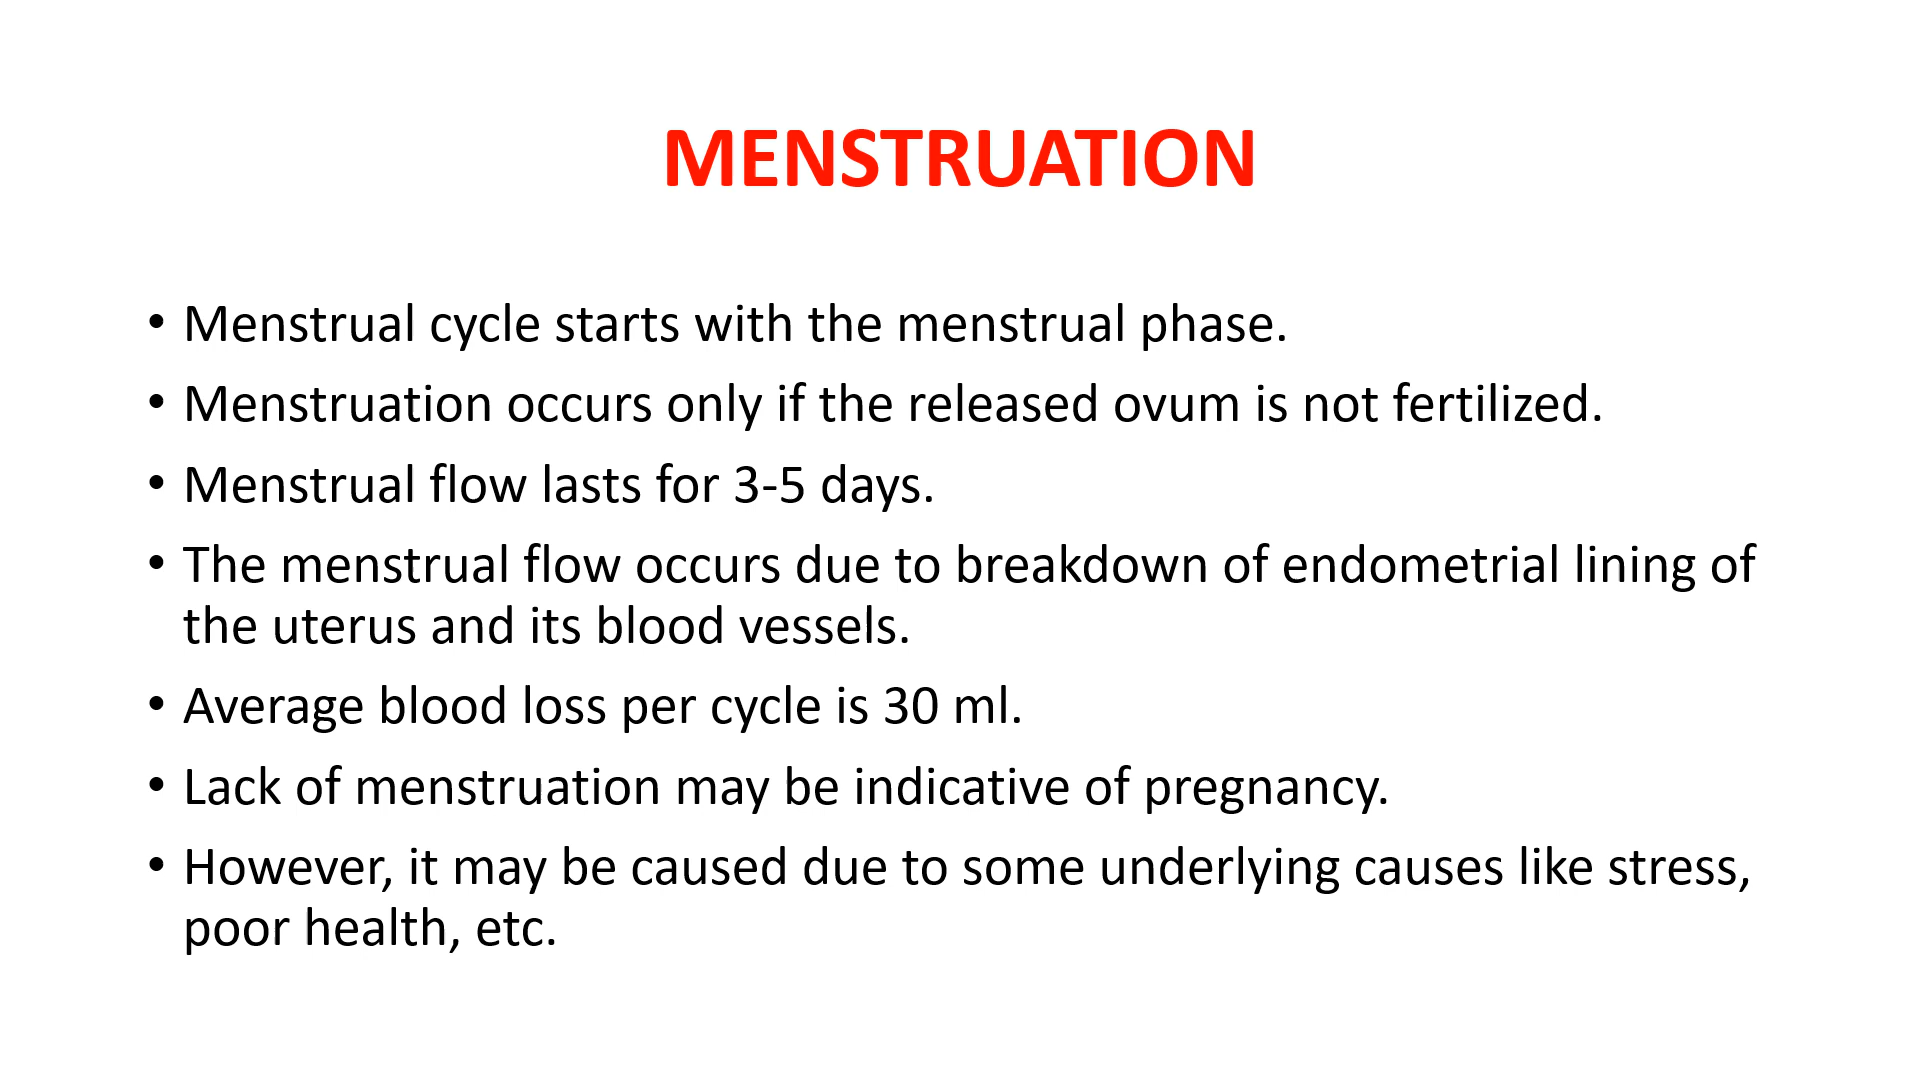 MENSTRUATION
• Menstrual cycle starts with the menstrual phase.
• Menstruation occurs only if the released ovum is not fertilized.
• Menstrual flow lasts for 3-5 days.
• The menstrual flow occurs due to breakdown of endometrial lining of
the uterus and its blood vessels.
• Average blood loss per cycle is 30 ml.
• Lack of menstruation may be indicative of pregnancy.
• However, it may be caused due to some underlying causes like stress,
poor health, etc.